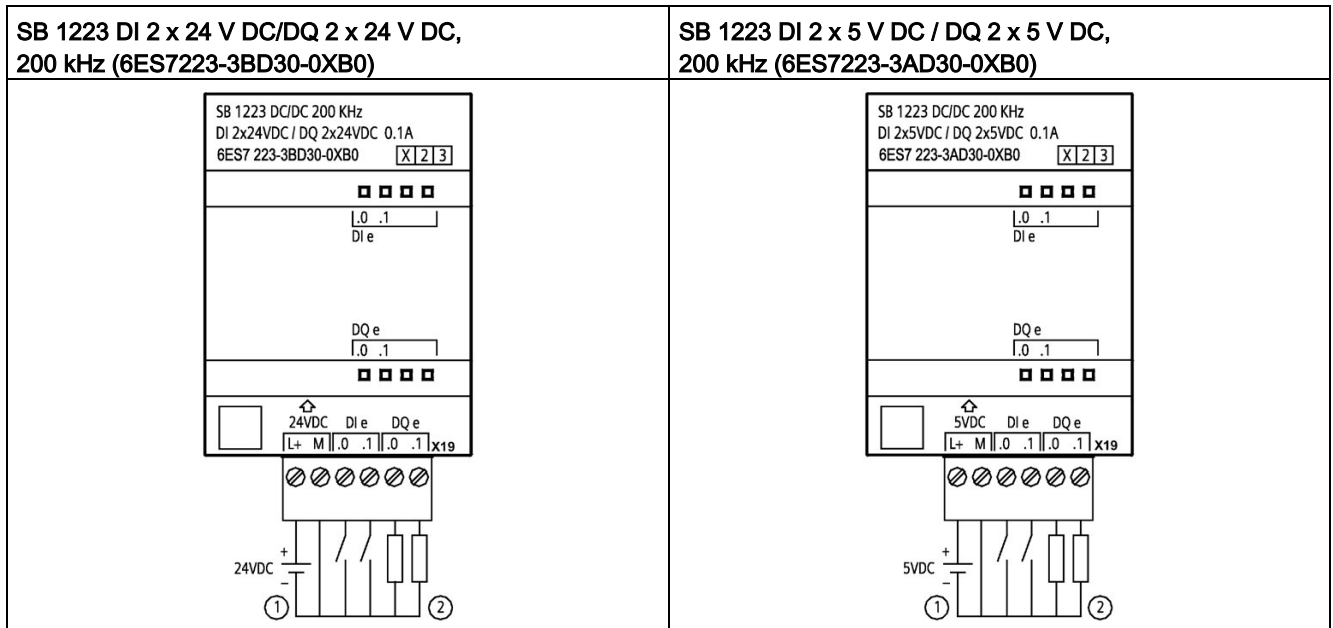 SB 1223 DI 2 x 24 V DC/DQ 2 x 24 V DC,
200 kHz (6ES7223-3BD30-0XB0)
SB 1223 DC/DC 200 KHz
DI 2x24VDC / DQ 2x24VDC 0.1A
6ES7 223-3BD30-0XB0 X 2 3
.0 .1
DI e
DQ e
.0 .1
24VDC DI e DQ e
L+ M .0 .1 .0 .1 X19
+
24VDC
–
① ②
SB 1223 DI 2 x 5 V DC / DQ 2 x 5 V DC,
200 kHz (6ES7223-3AD30-0XB0)
SB 1223 DC/DC 200 KHz
DI 2x5VDC / DQ 2x5VDC 0.1A
6ES7 223-3AD30-0XB0 X 2 3
.0 .1
DI e
DQ e
.0 .1
5VDC DI e DQ e
L+ M .0 .1 .0 .1 X19
+
5VDC
–
① ②